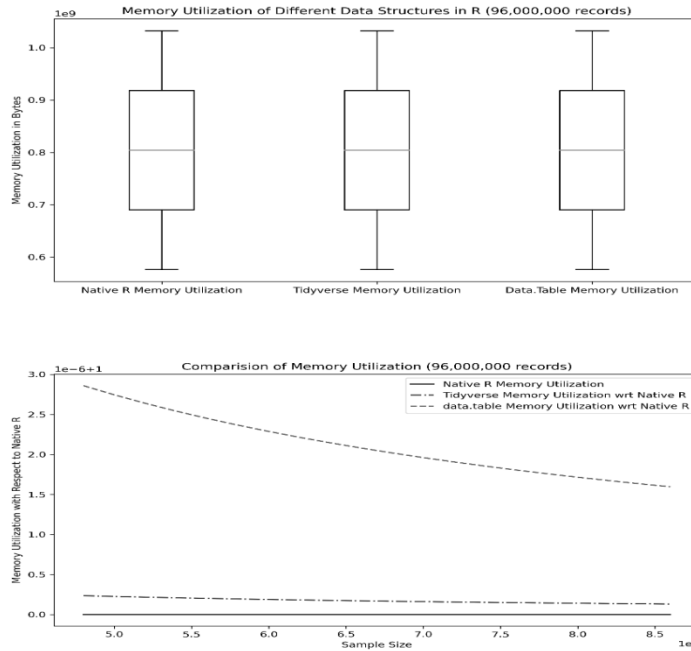 Memory Utilization of Different Data Structures in R (96,000,000 records)
1e9
1.0
0.9
0.8
0.7
0.6
Memory Utilization in Bytes
Native R Memory Utilization
Tidyverse Memory Utilization
Data.Table Memory Utilization
Comparision of Memory Utilization (96,000,000 records)
1e-6+1
3.0
2.5
2.0
1.5
1.0
0.5
0.0
Memory Utilization with Respect to Native R
Native R Memory Utilization
Tidyverse Memory Utilization wrt Native R
data.table Memory Utilization wrt Native R
5.0 5.5 6.0 6.5 7.0 7.5 8.0 8.5
Sample Size